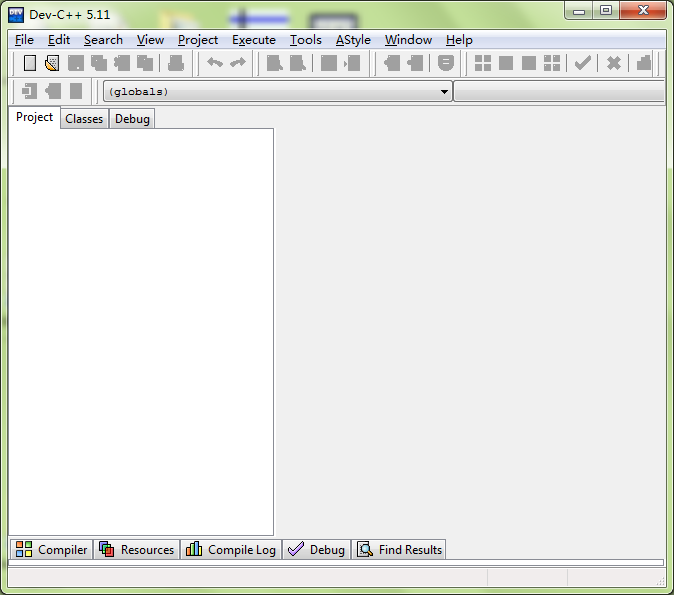 Dev-C++ 5.11
File Edit Search View Project Execute Tools AStyle Window Help
(globals)
Project Classes Debug
Compiler Resources Compile Log Debug Find Results